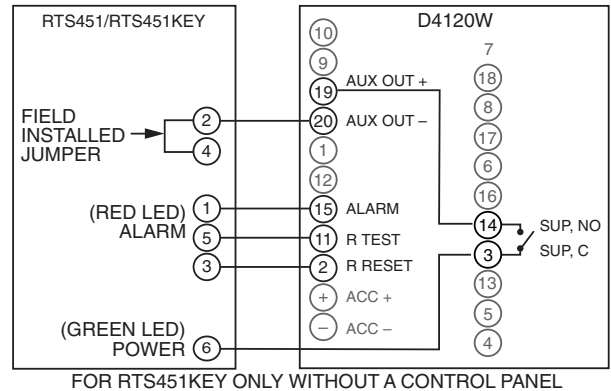 RTS451/RTS451KEY
D4120W
FIELD
INSTALLED
JUMPER
2
4
(RED LED)
ALARM
1
5
3
(GREEN LED)
POWER
6
10
9
19 AUX OUT +
20 AUX OUT –
1
12
15 ALARM
11 R TEST
2 R RESET
+ ACC +
– ACC –
7
18
8
17
6
16
14 SUP, NO
3 SUP, C
13
5
4
FOR RTS451KEY ONLY WITHOUT A CONTROL PANEL